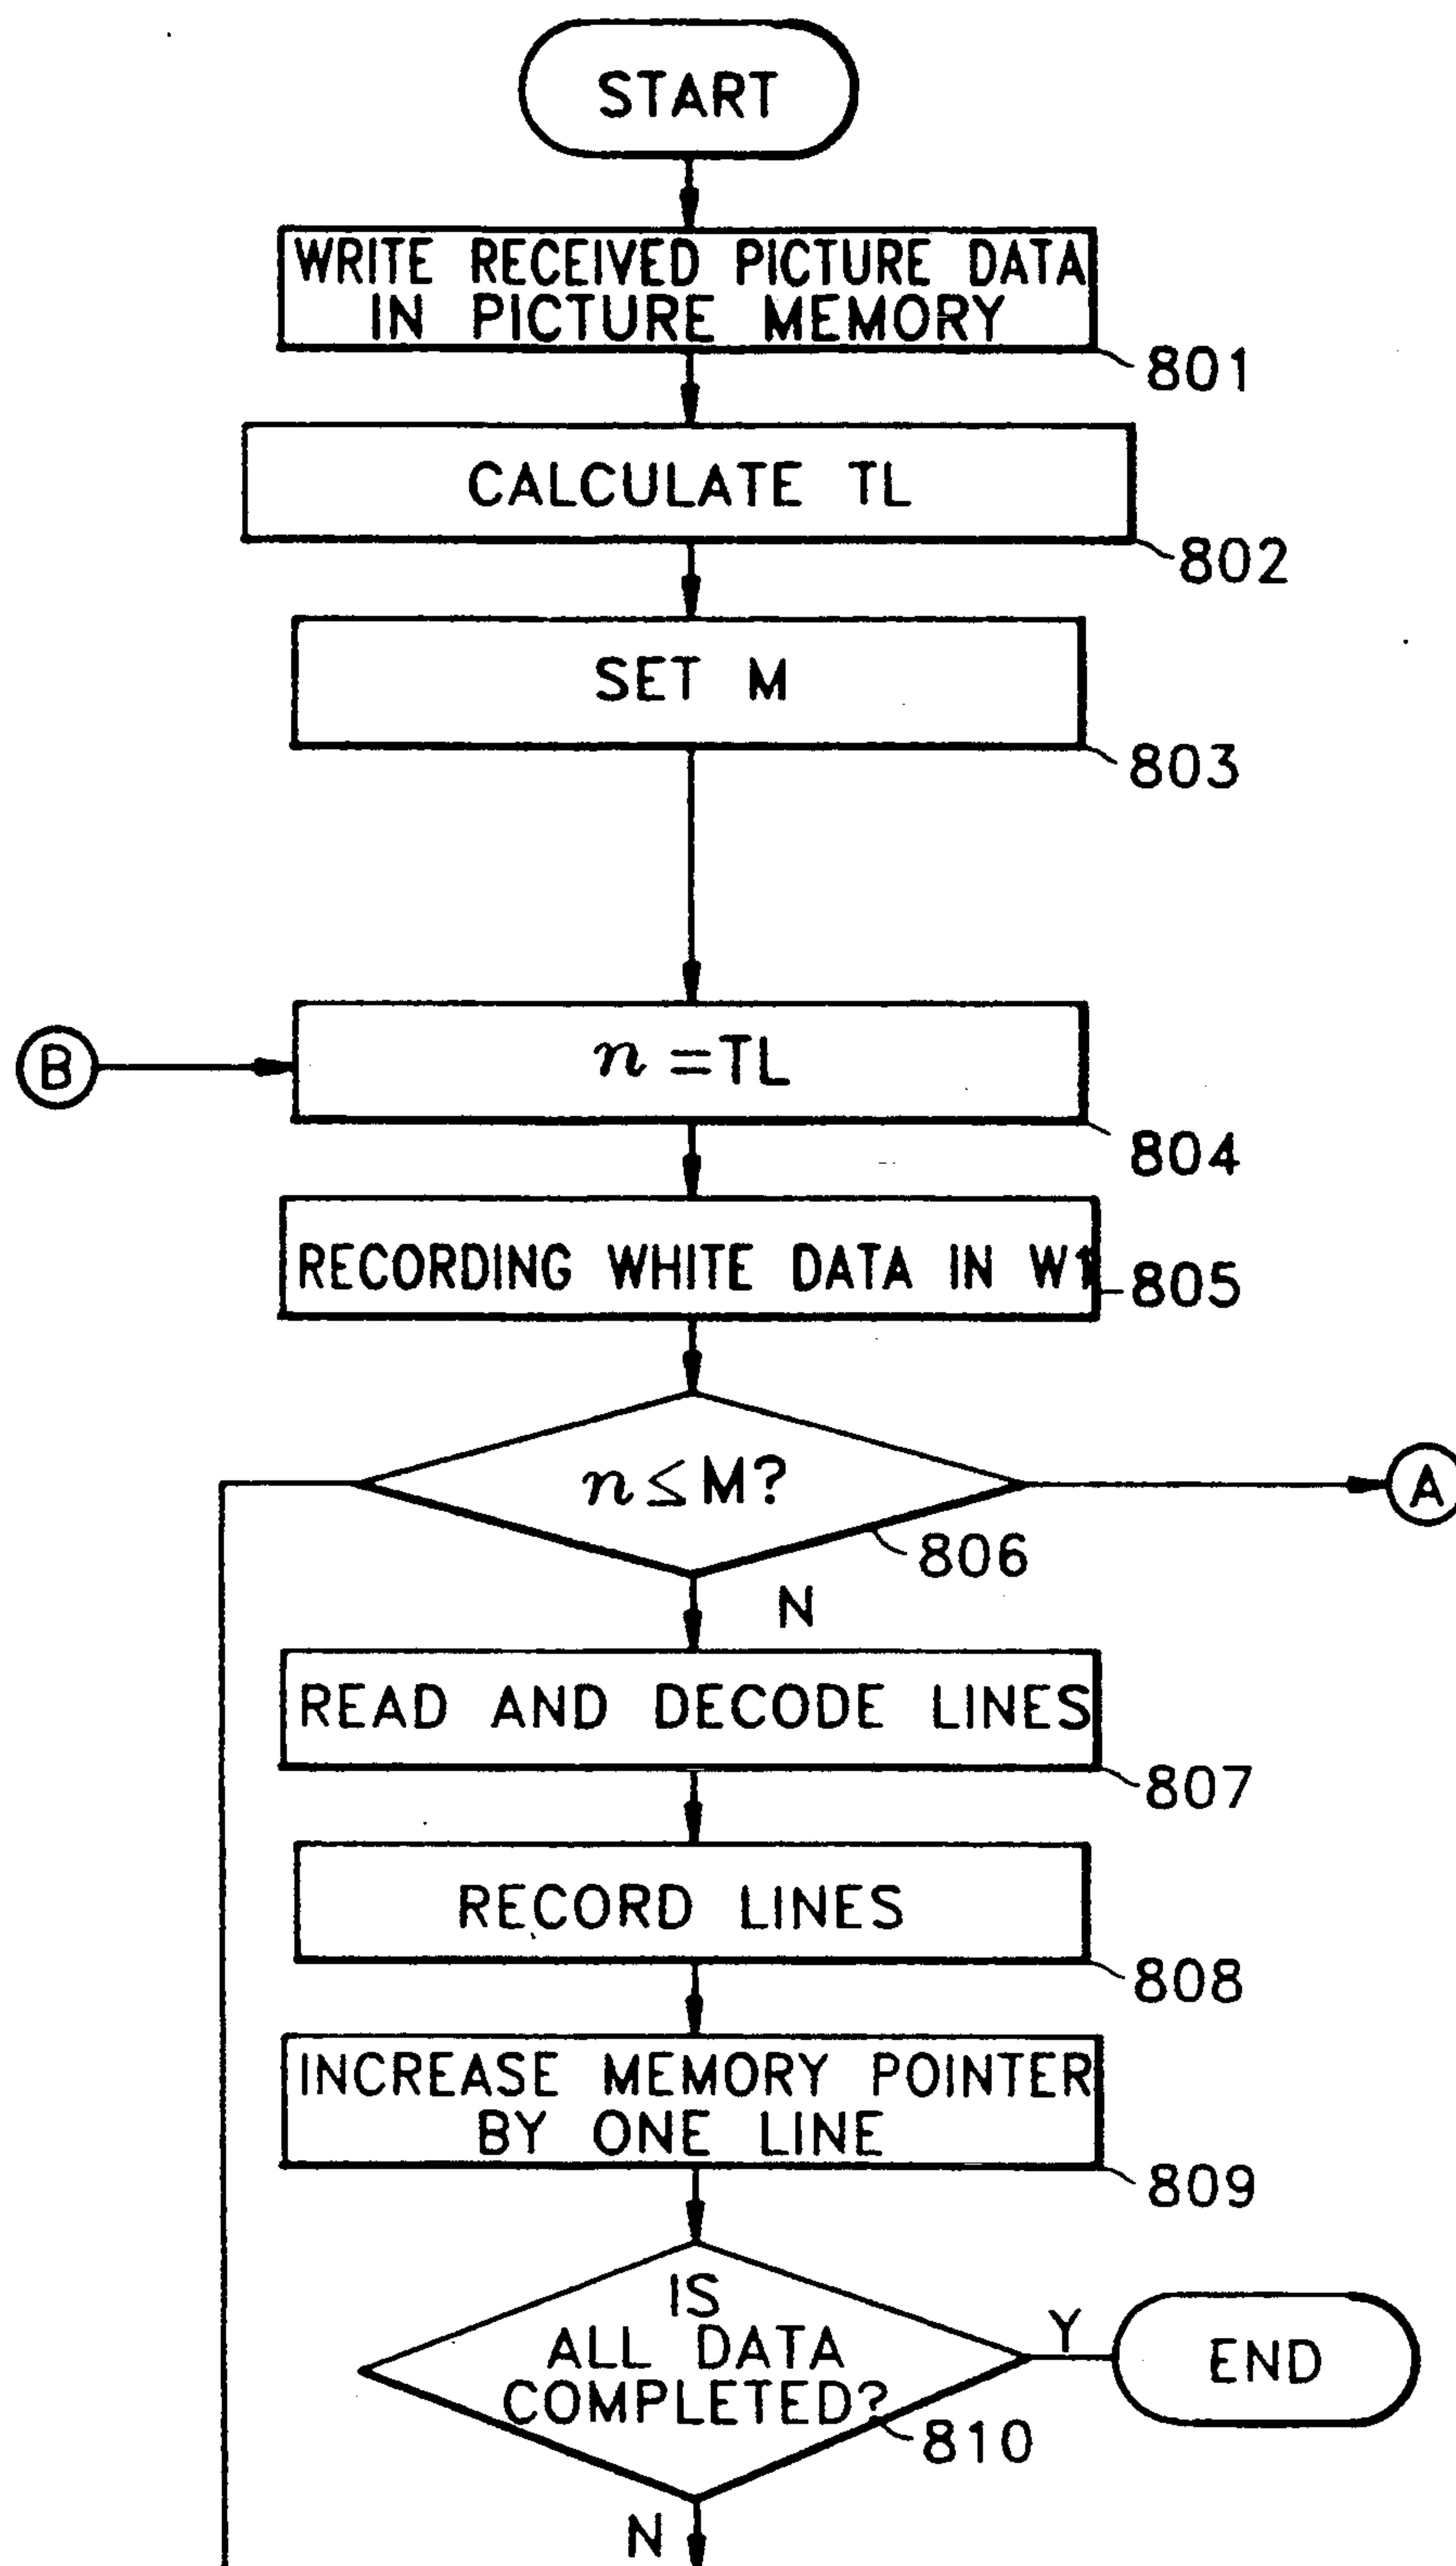 START
WRITE RECEIVED PICTURE DATA
IN PICTURE MEMORY
801
CALCULATE TL
802
SET M
803
B
n =TL
804
RECORDING WHITE DATA IN W1
805
n ≤ M?
A
806
N
READ AND DECODE LINES
807
RECORD LINES
808
INCREASE MEMORY POINTER
BY ONE LINE
809
IS
ALL DATA
COMPLETED?
Y
END
810
N